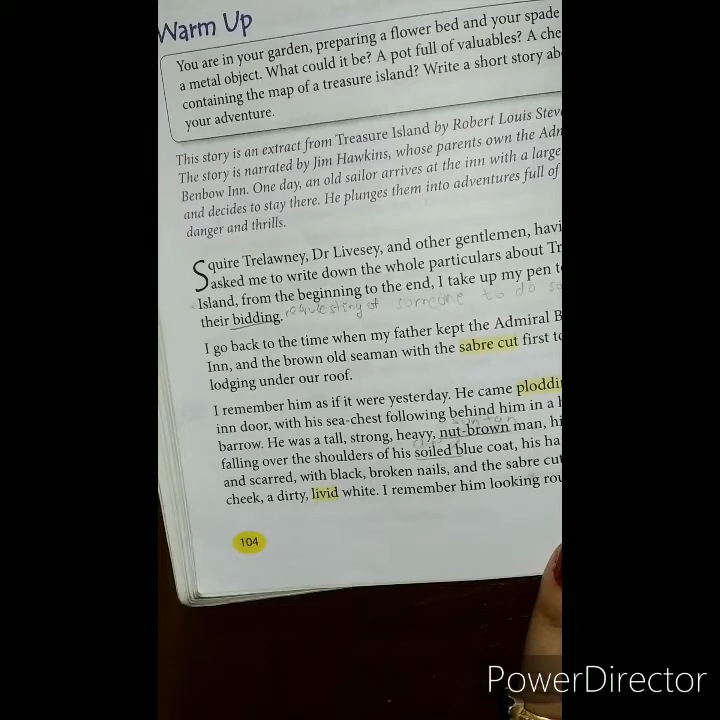 Warm Up
You are in your garden, preparing a flower bed and your spade
a metal object. What could it be? A pot full of valuables? A che
containing the map of a treasure island? Write a short story ab
your adventure.
This story is an extract from Treasure Island by Robert Louis Stev
The story is narrated by Jim Hawkins, whose parents own the Adm
Benbow Inn. One day, an old sailor arrives at the inn with a large
and decides to stay there. He plunges them into adventures full of
danger and thrills.
Squire Trelawney, Dr Livesey, and other gentlemen, havi
asked me to write down the whole particulars about Tr
Island, from the beginning to the end, I take up my pen t
their bidding. requesting of someone to do so
I go back to the time when my father kept the Admiral B
Inn, and the brown old seaman with the sabre cut first to
lodging under our roof.
I remember him as if it were yesterday. He came ploddi
inn door, with his sea-chest following behind him in a h
barrow. He was a tall, strong, heavy, nut-brown man, hi
falling over the shoulders of his soiled blue coat, his ha
and scarred, with black, broken nails, and the sabre cut
cheek, a dirty, livid white. I remember him looking rou
104
PowerDirector